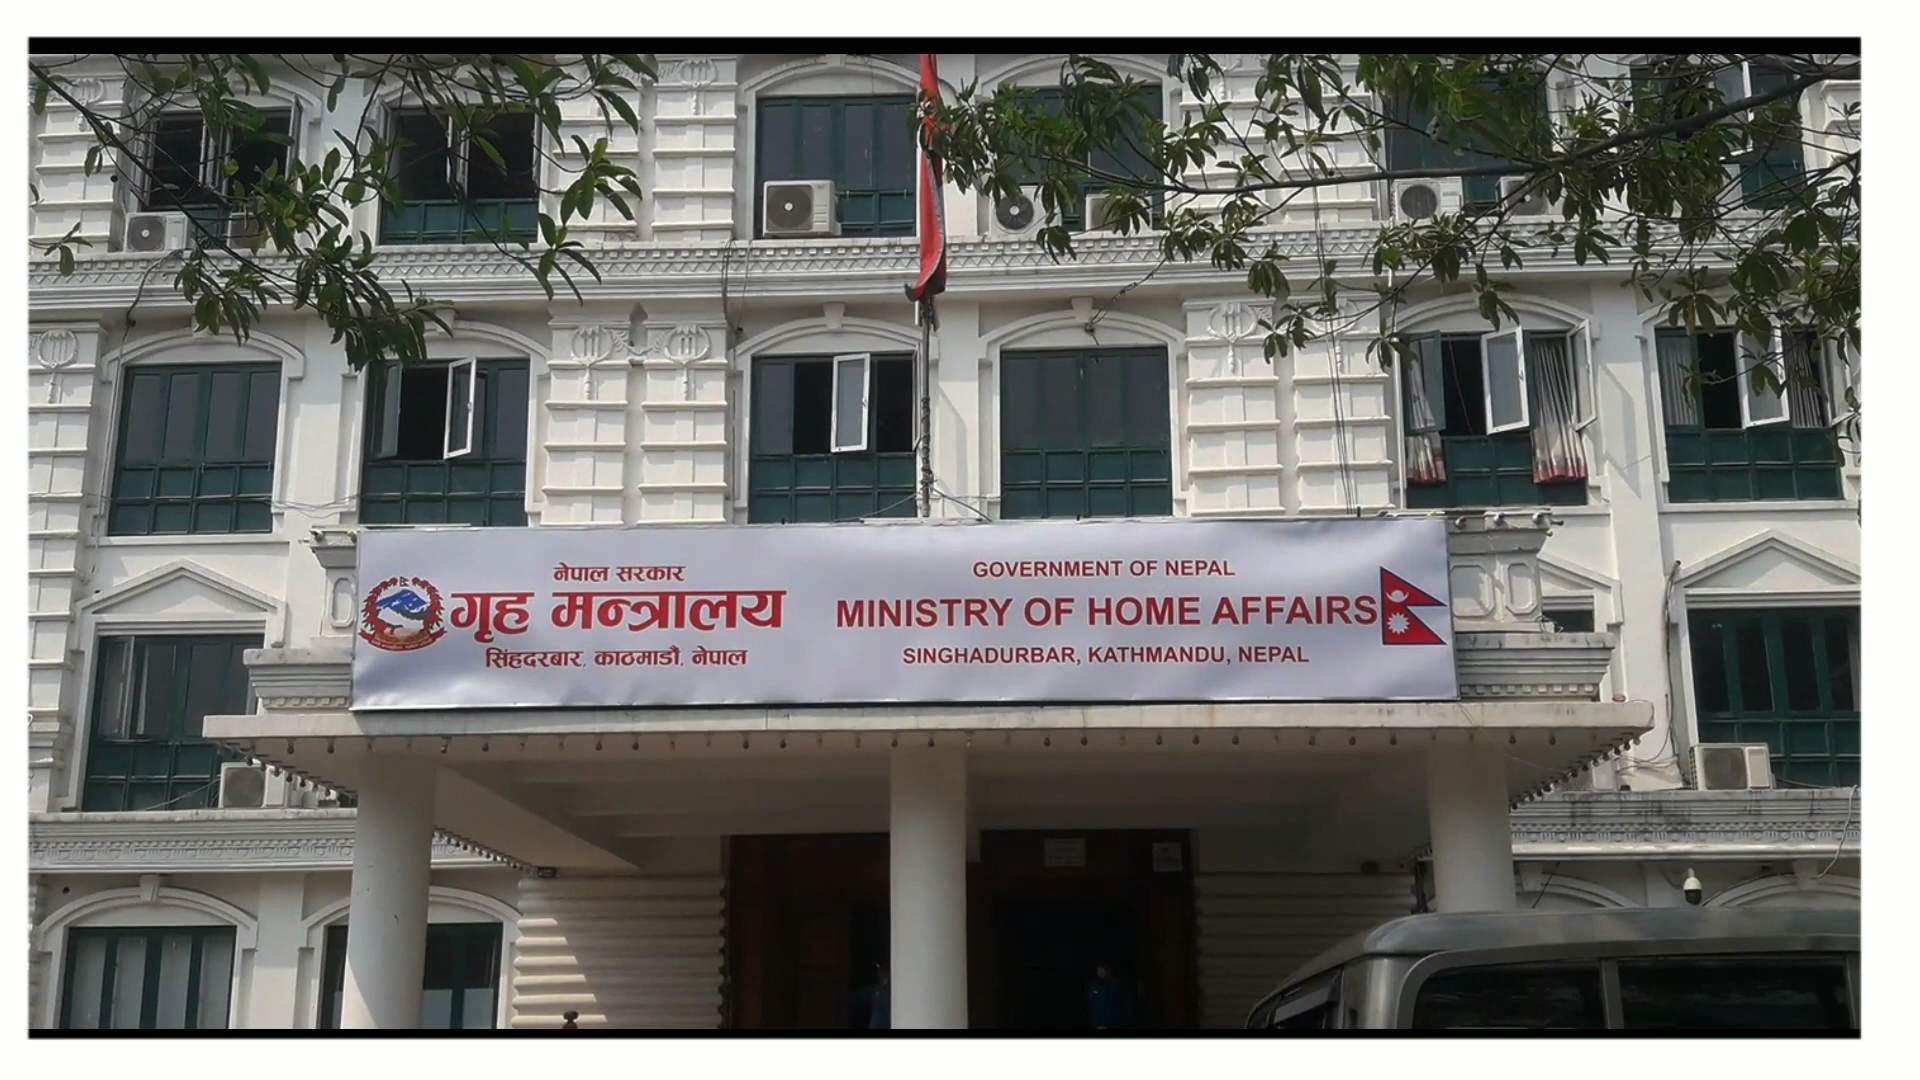 नेपाल सरकार
गृह मन्त्रालय
सिंहदरबार, काठमाडौं, नेपाल
GOVERNMENT OF NEPAL
MINISTRY OF HOME AFFAIRS
SINGHADURBAR, KATHMANDU, NEPAL